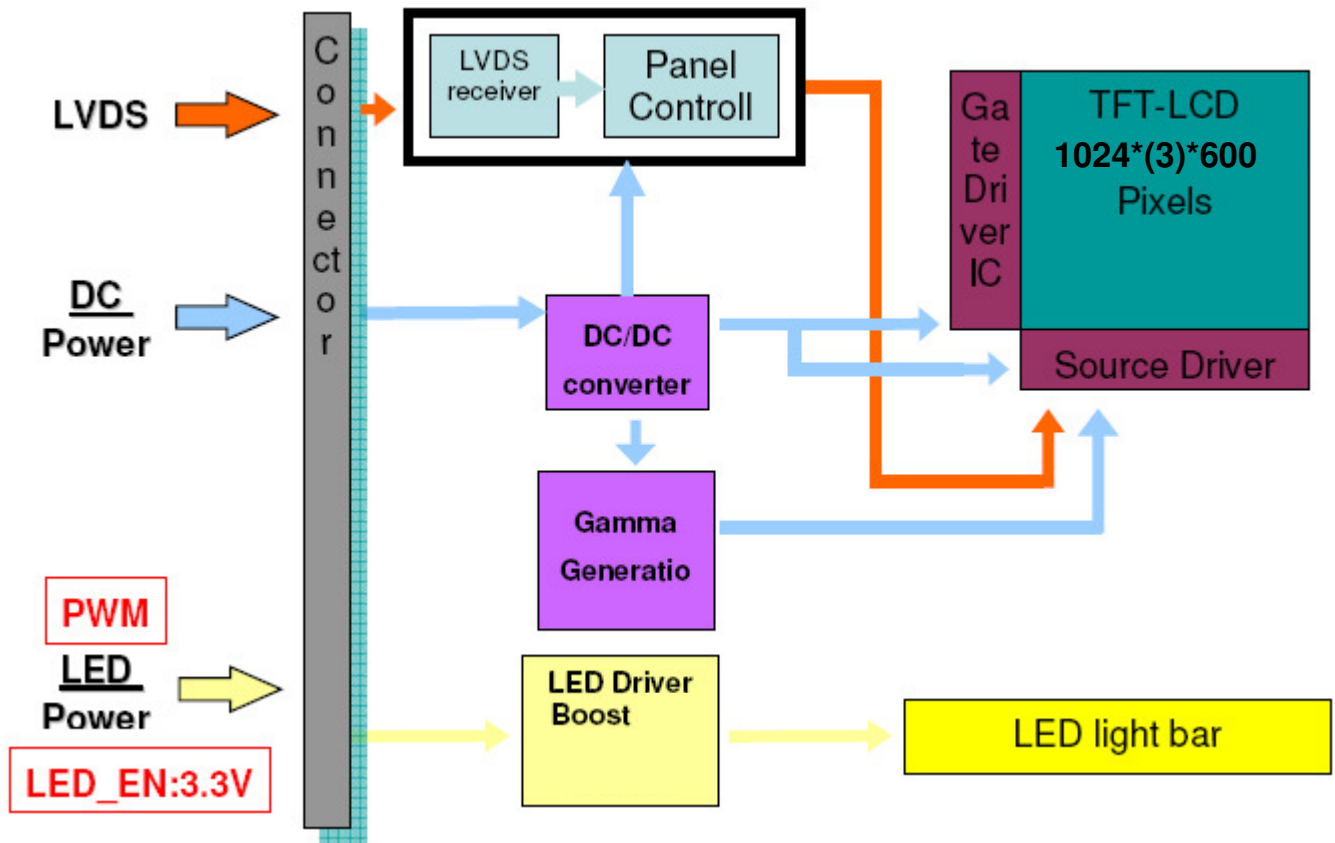 LVDS
DC
Power
PWM
LED
Power
LED_EN:3.3V
C
o
n
n
e
ct
o
r
LVDS
receiver
Panel
Controll
DC/DC
converter
Gamma
Generatio
LED Driver
Boost
Ga
te
Dri
ver
IC
TFT-LCD
1024*(3)*600
Pixels
Source Driver
LED light bar